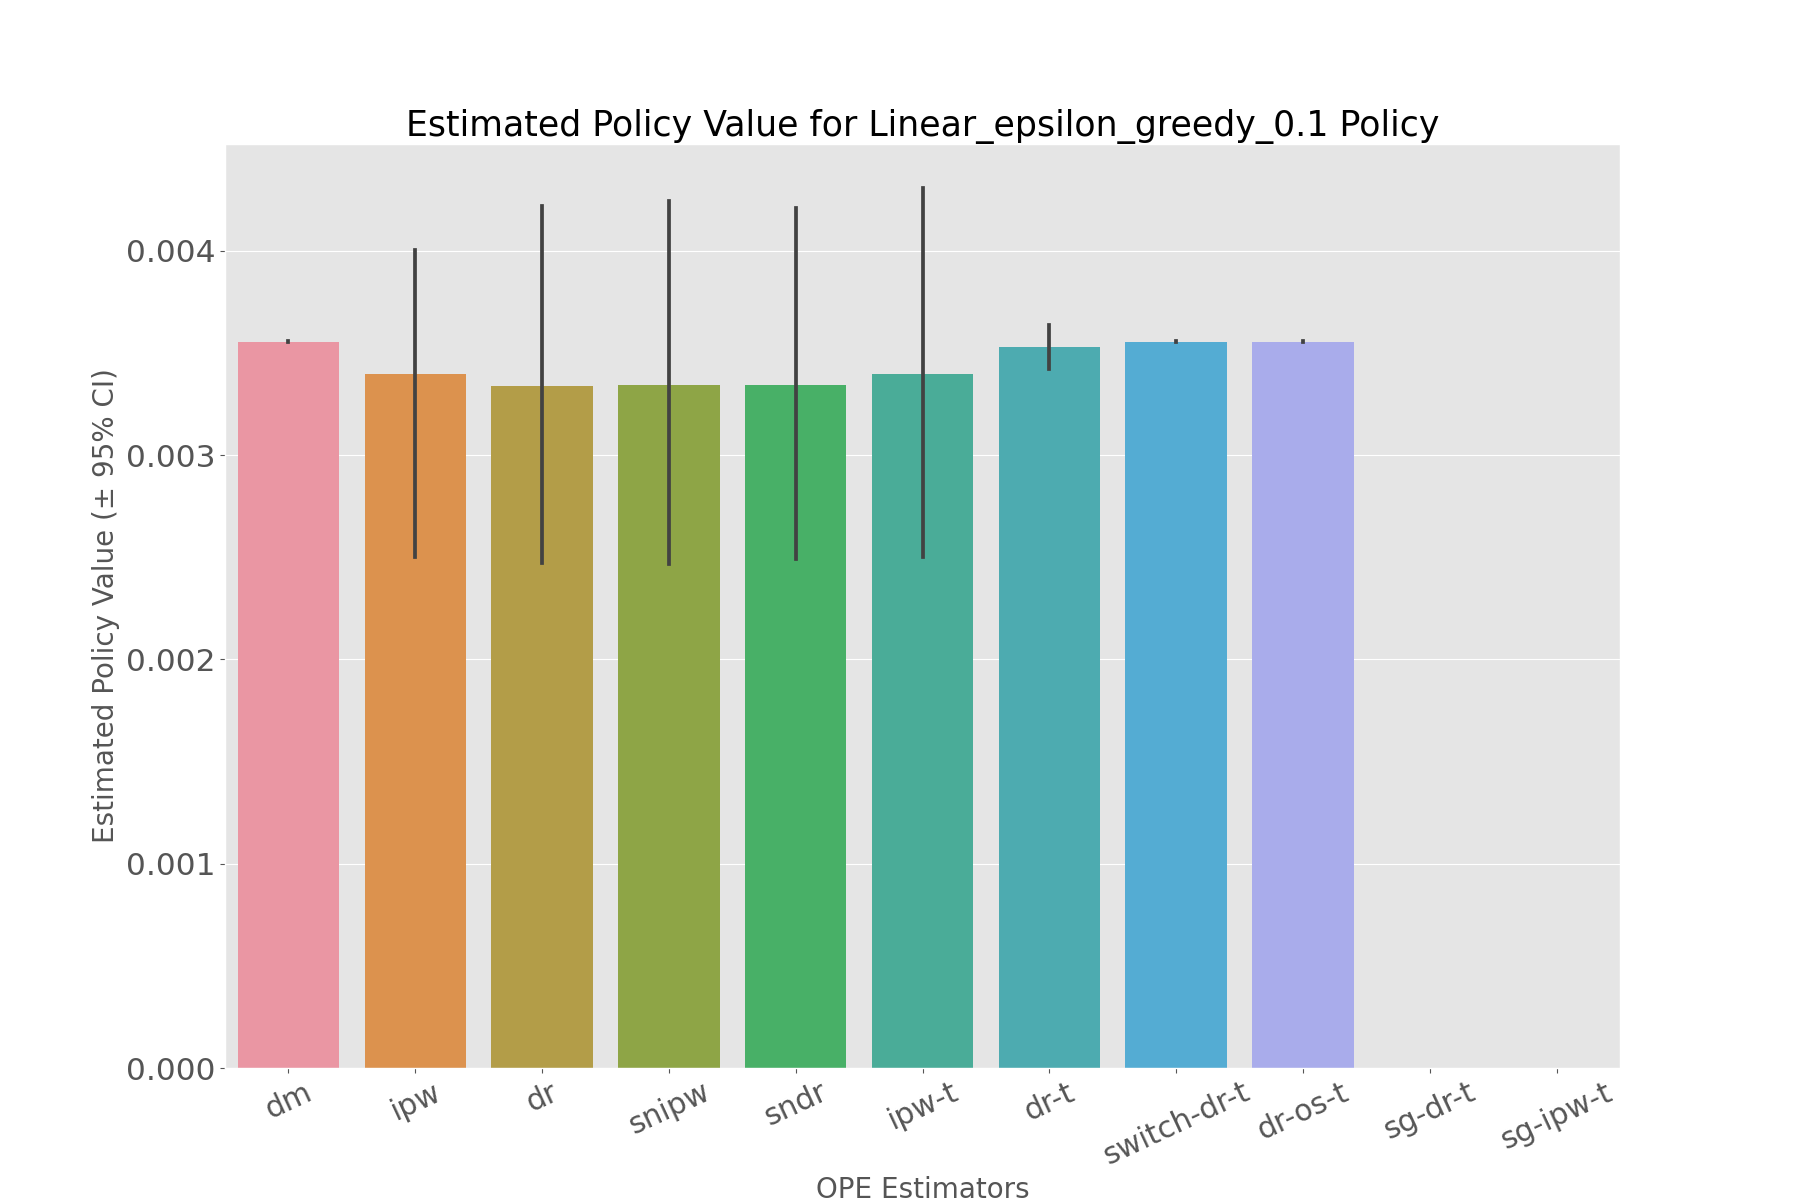 Estimated Policy Value for Linear_epsilon_greedy_0.1 Policy
Estimated Policy Value (± 95% CI)
0.004
0.003
0.002
0.001
0.000
dm
ipw
dr
snipw
sndr
ipw-t
dr-t
switch-dr-t
dr-os-t
sg-dr-t
sg-ipw-t
OPE Estimators